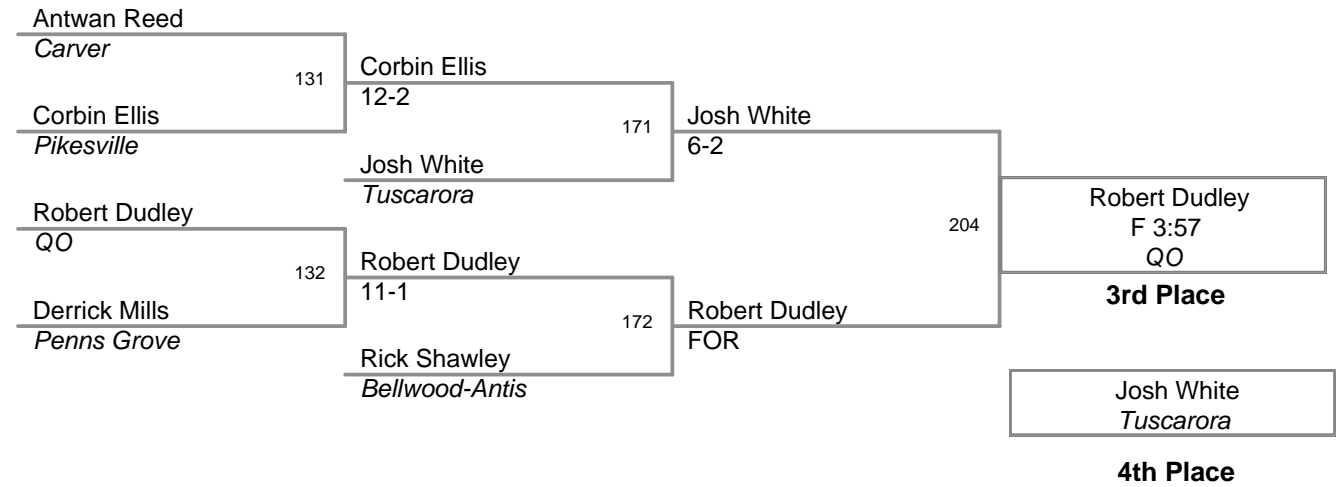 Antwan Reed
Carver
131
Corbin Ellis
Pikesville
Corbin Ellis
12-2
171
Josh White
Tuscarora
Josh White
6-2
Robert Dudley
QO
132
Derrick Mills
Penns Grove
Robert Dudley
11-1
172
Rick Shawley
Bellwood-Antis
Robert Dudley
FOR
204
Robert Dudley
F 3:57
QO
3rd Place
Josh White
Tuscarora
4th Place